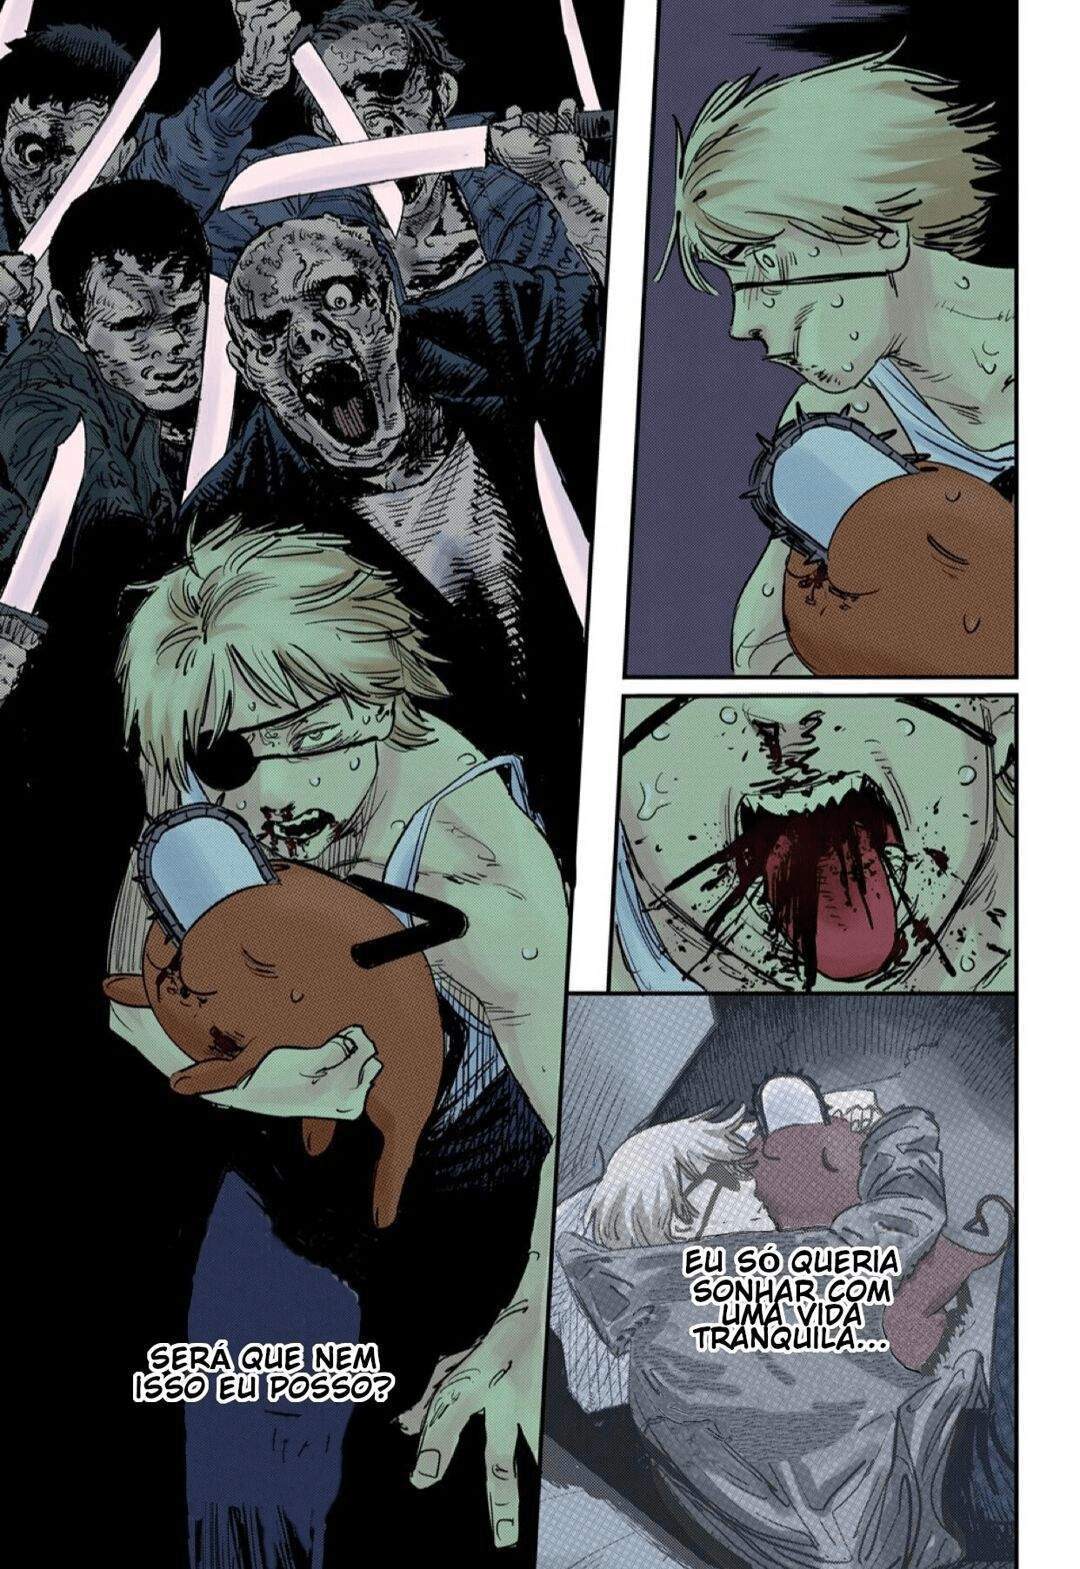 EU SÓ QUERIA
SONHAR COM
UMA VIDA
TRANQUILA...
SERÁ QUE NEM
ISSO EU POSSO?